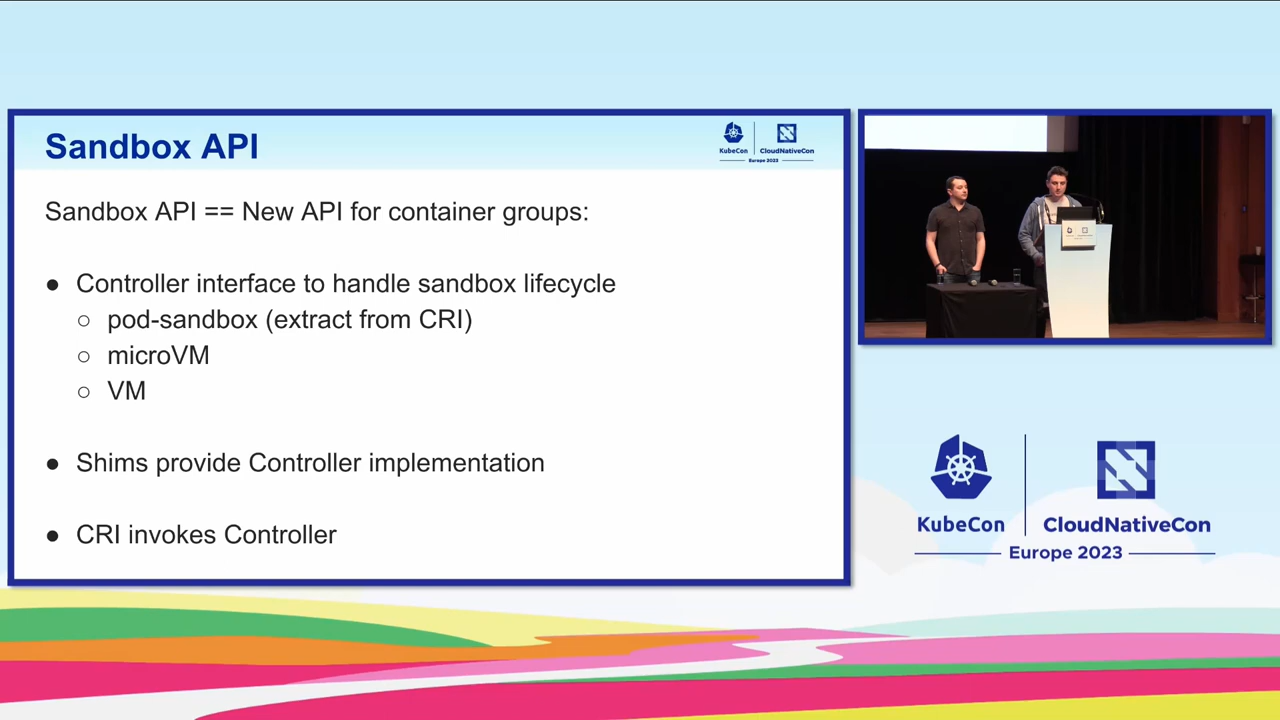 Sandbox API
KubeCon
CloudNativeCon
Europe 2023
Sandbox API == New API for container groups:
● Controller interface to handle sandbox lifecycle
○ pod-sandbox (extract from CRI)
○ microVM
○ VM
● Shims provide Controller implementation
● CRI invokes Controller
KubeCon
CloudNativeCon
Europe 2023